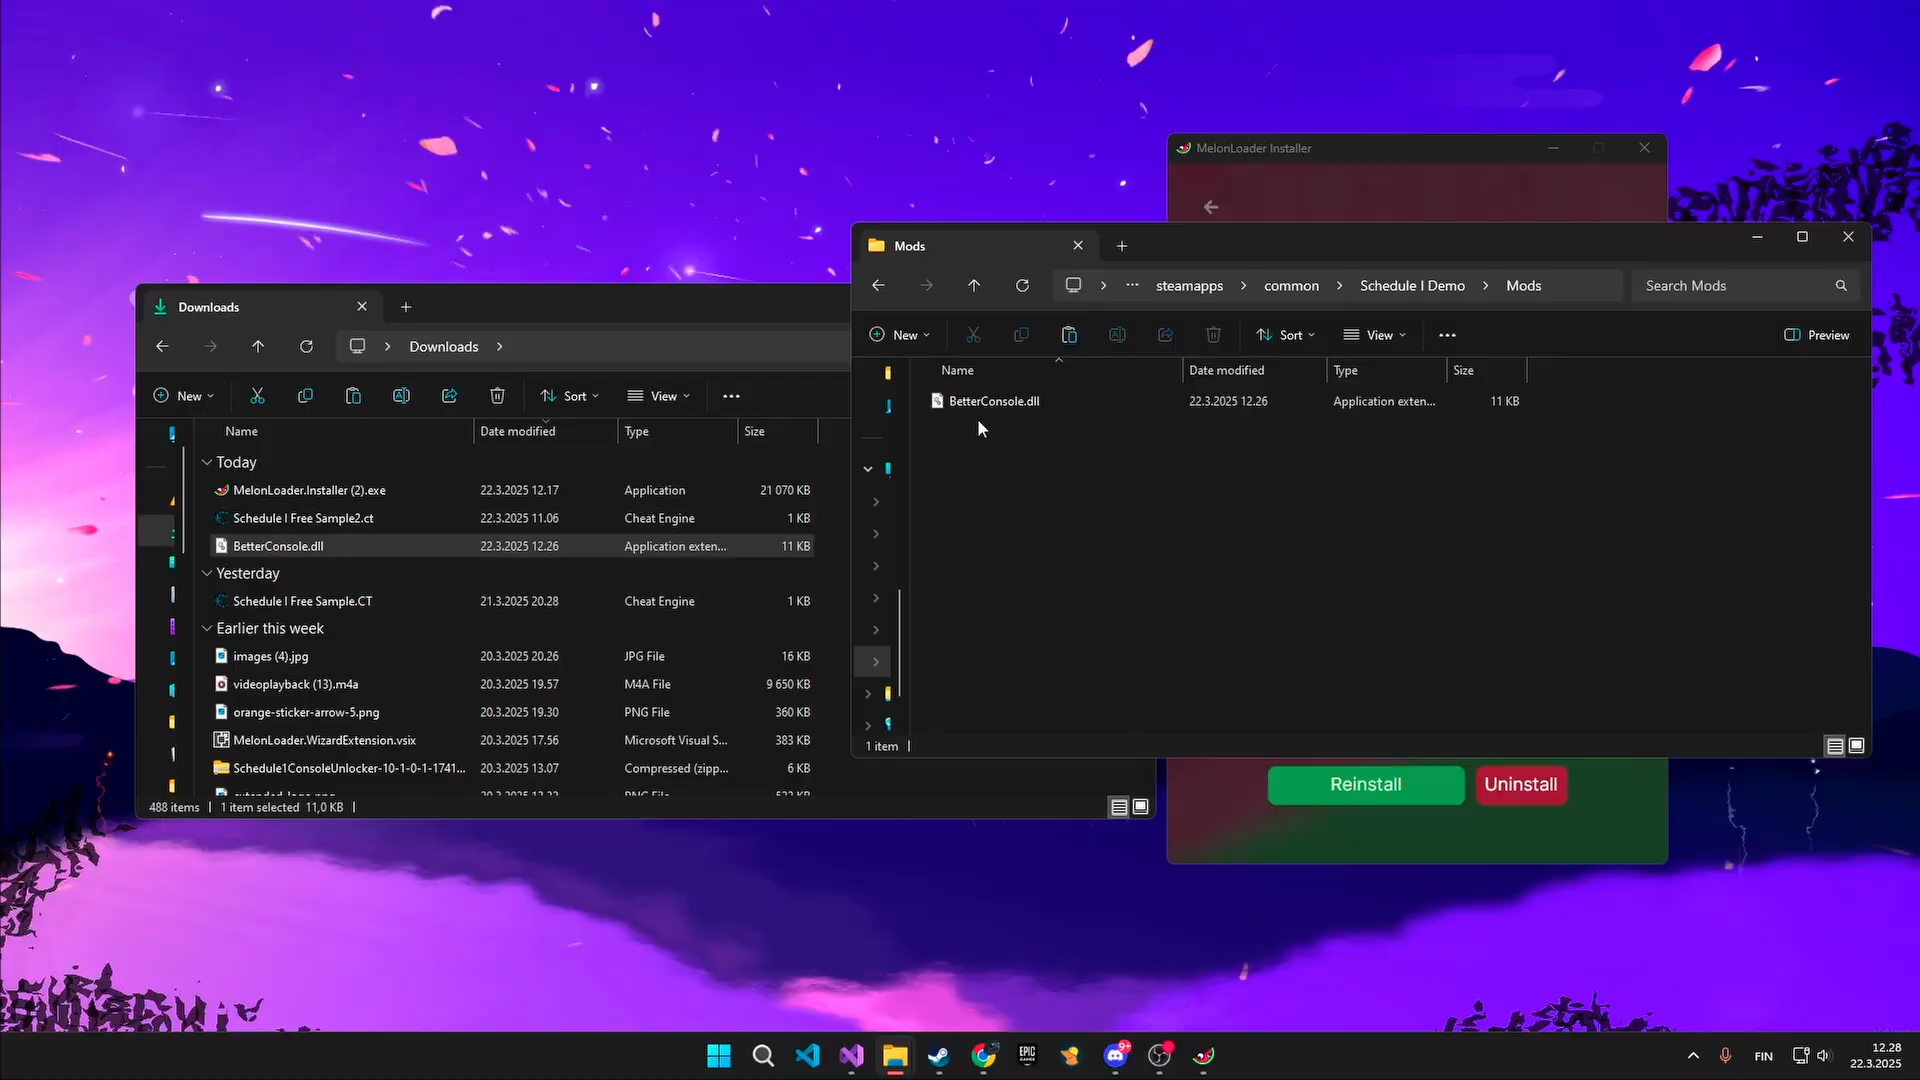 MelonLoader Installer
Mods
steamapps
common
Schedule I Demo
Mods
Search Mods
New
Sort
View
Preview
Name
Date modified
Type
Size
BetterConsole.dll
22.3.2025 12.26
Application exten...
11 KB
1 item
Downloads
Downloads
New
Sort
View
Name
Date modified
Type
Size
Today
MelonLoader.Installer (2).exe
22.3.2025 12.17
Application
21 070 KB
Schedule I Free Sample2.ct
22.3.2025 11.06
Cheat Engine
1 KB
BetterConsole.dll
22.3.2025 12.26
Application exten...
11 KB
Yesterday
Schedule I Free Sample.CT
21.3.2025 20.28
Cheat Engine
1 KB
Earlier this week
images (4).jpg
20.3.2025 20.26
JPG File
16 KB
videoplayback (13).m4a
20.3.2025 19.57
M4A File
9 650 KB
orange-sticker-arrow-5.png
20.3.2025 19.30
PNG File
360 KB
MelonLoader.WizardExtension.vsix
20.3.2025 17.56
Microsoft Visual S...
383 KB
Schedule1ConsoleUnlocker-10-1-0-1-1741...
20.3.2025 13.07
Compressed (zipp...
6 KB
488 items
1 item selected 11,0 KB
Reinstall
Uninstall
EPIC
GAMES
9+
FIN
12.28
22.3.2025